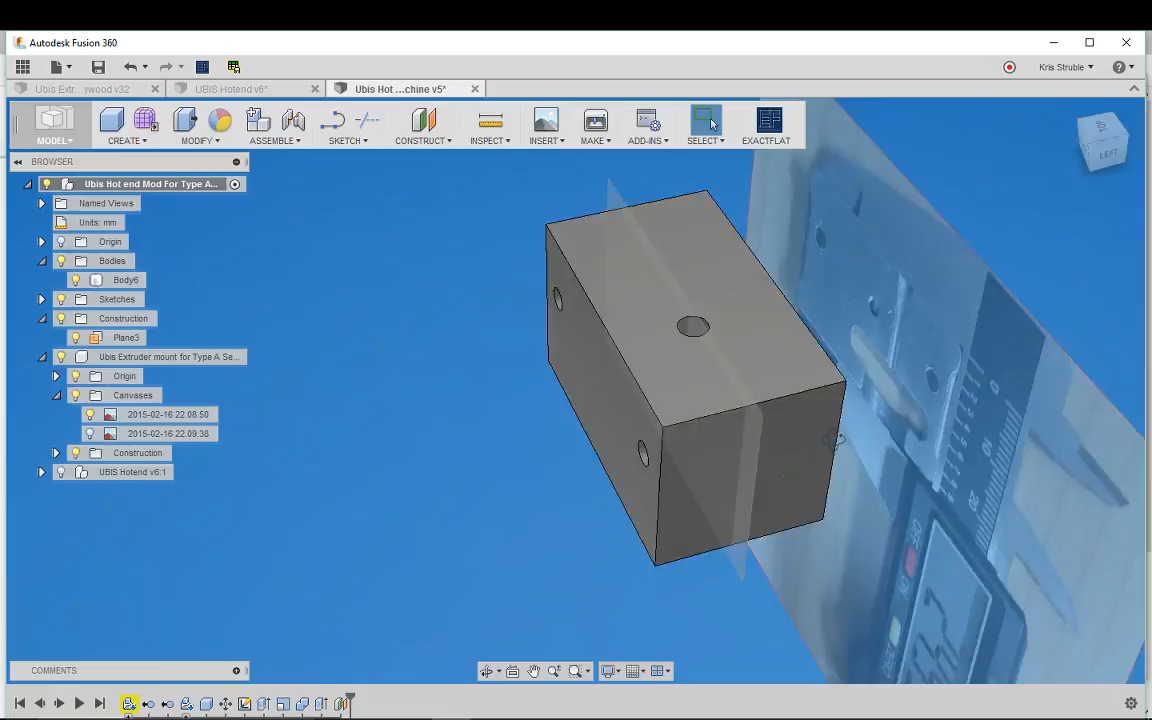 Autodesk Fusion 360
Kris Struble
Ubis Extr...ywood v32
UBIS Hotend v6*
Ubis Hot ...chine v5*
MODEL
CREATE
MODIFY
ASSEMBLE
SKETCH
CONSTRUCT
INSPECT
INSERT
MAKE
ADD-INS
SELECT
EXACTFLAT
TOP
LEFT
BROWSER
Ubis Hot end Mod For Type A...
Named Views
Units: mm
Origin
Bodies
Body6
Sketches
Construction
Plane3
Ubis Extruder mount for Type A Se...
Origin
Canvases
2015-02-16 22.08.50
2015-02-16 22.09.38
Construction
UBIS Hotend v6:1
COMMENTS